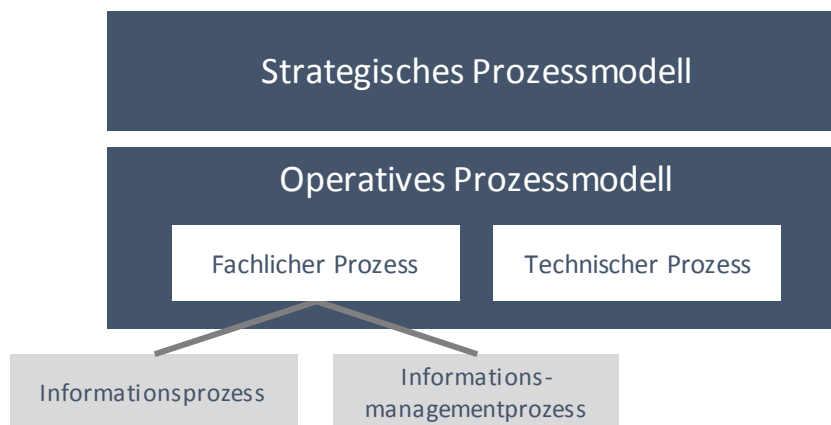 Strategisches Prozessmodell
Operatives Prozessmodell
Fachlicher Prozess
Technischer Prozess
Informationsprozess
Informations-
managementprozess